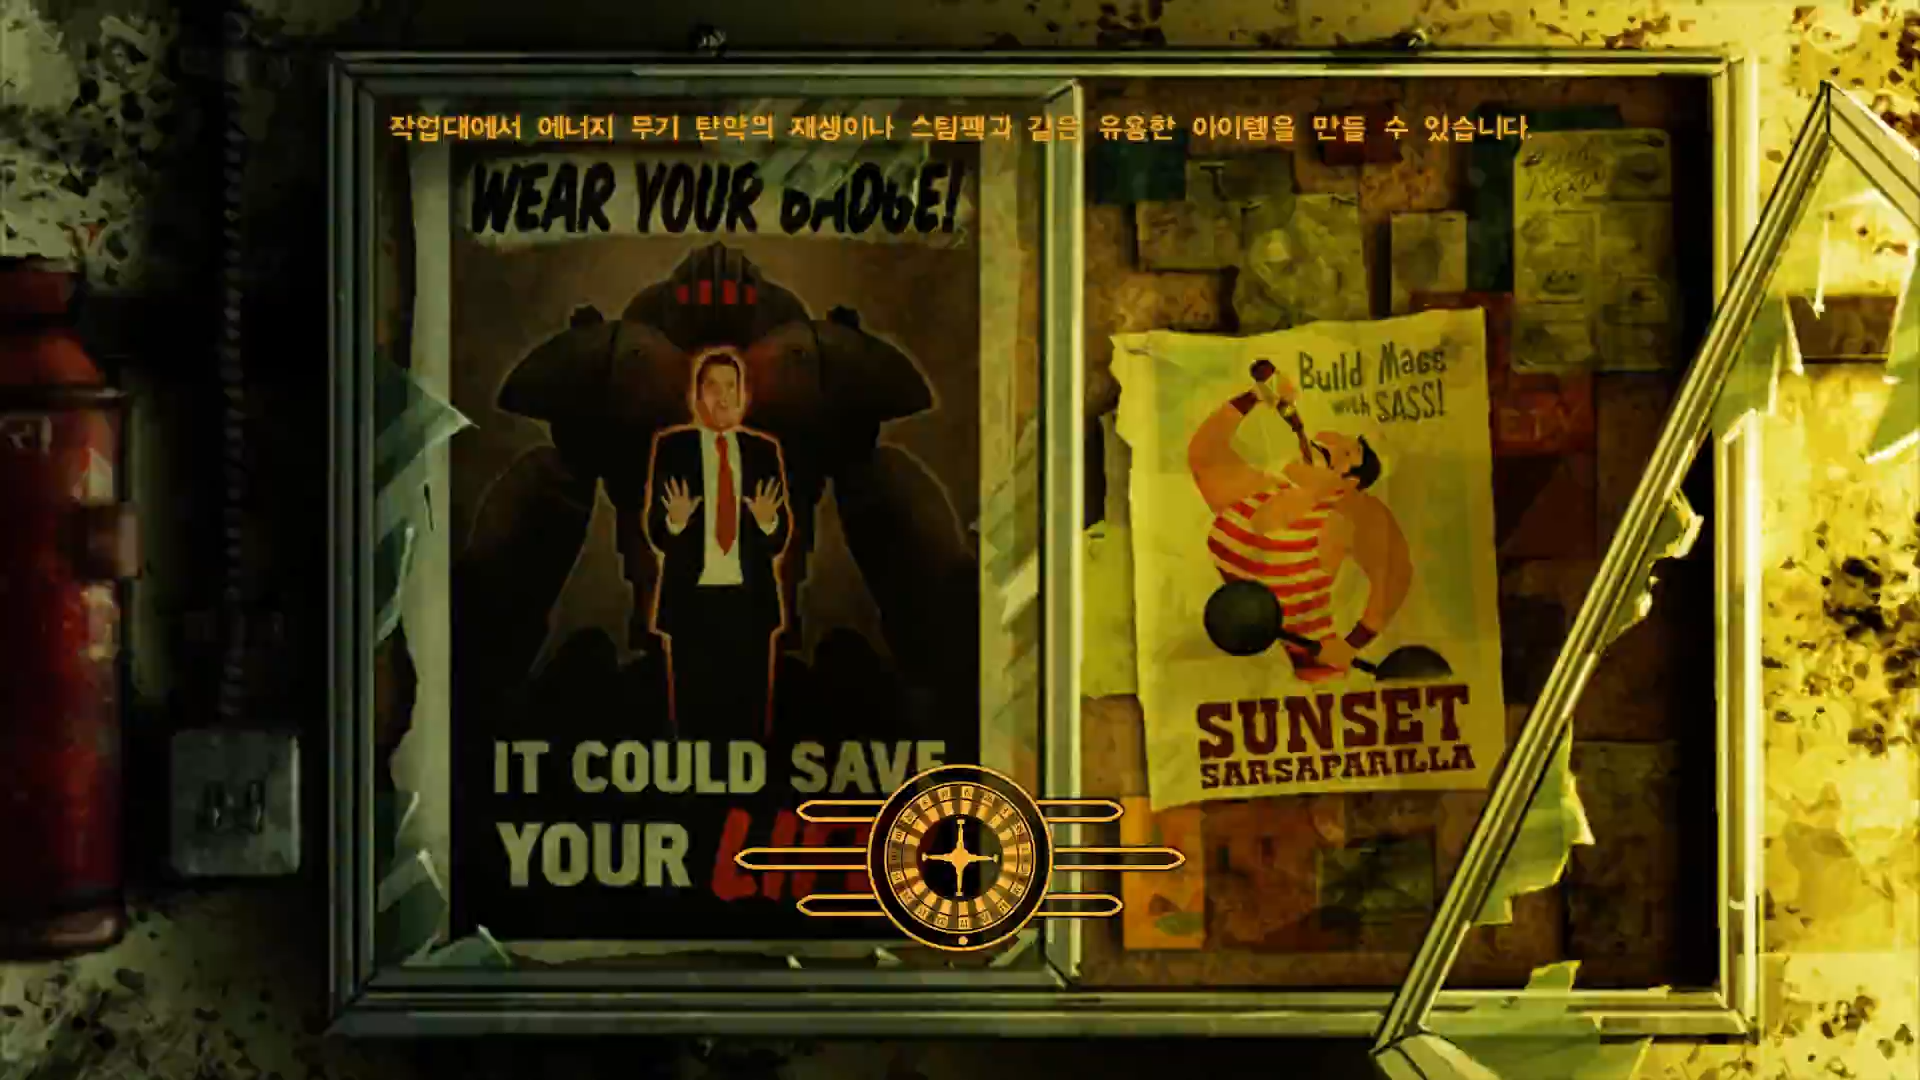 작업대에서 에너지 무기 탄약의 재생이나 스팀팩과 같은 유용한 아이템을 만들 수 있습니다.
WEAR YOUR BADGE!
IT COULD SAVE
YOUR LIFE
Build Mass
with SASS!
SUNSET
SARSAPARILLA